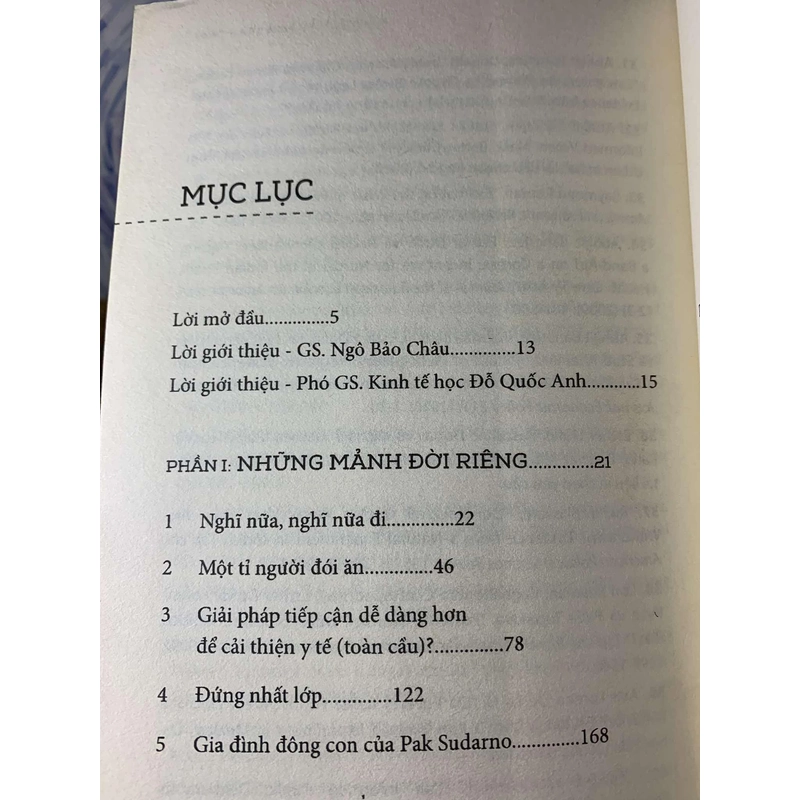 MỤC LỤC
Lời mở đầu..............5
Lời giới thiệu - GS. Ngô Bảo Châu..............13
Lời giới thiệu - Phó GS. Kinh tế học Đỗ Quốc Anh............15
PHẦN I: NHỮNG MẢNH ĐỜI RIÊNG..............21
1 Nghĩ nữa, nghĩ nữa đi..............22
2 Một tỉ người đói ăn..............46
3 Giải pháp tiếp cận dễ dàng hơn
để cải thiện y tế (toàn cầu)?..............78
4 Đứng nhất lớp..............122
5 Gia đình đông con của Pak Sudarno..............168